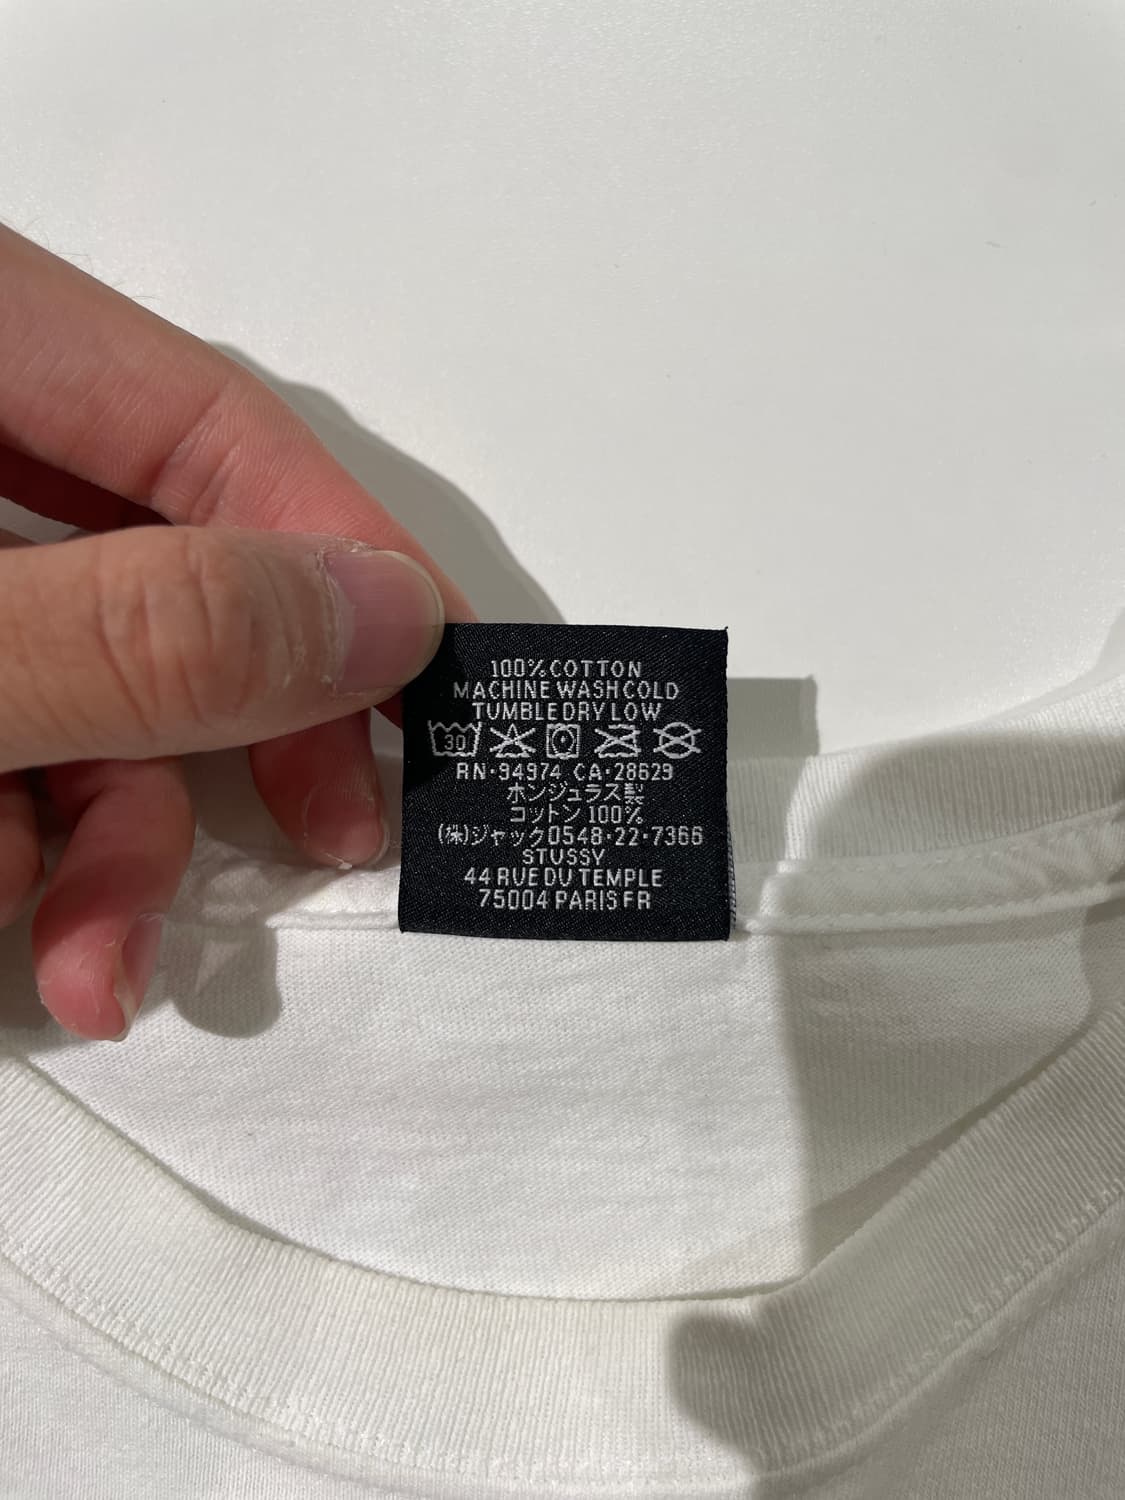 100% COTTON
MACHINE WASH COLD
TUMBLE DRY LOW
30
RN·94974 CA·28629
ホンジュラス製
コットン 100%
(株)ジャック0548·22·7366
STUSSY
44 RUE DU TEMPLE
75004 PARIS FR